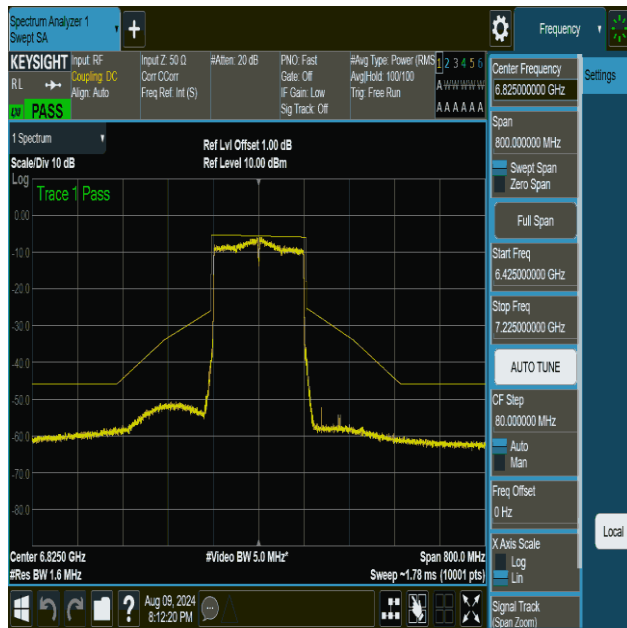 Spectrum Analyzer 1
Swept SA
+
Frequency
KEYSIGHT
RL
PASS
Input: RF
Coupling: DC
Align: Auto
Input Z: 50 Ω
Corr CCorr
Freq Ref: Int (S)
#Atten: 20 dB
PNO: Fast
Gate: Off
IF Gain: Low
Sig Track: Off
#Avg Type: Power (RMS
Avg|Hold: 100/100
Trig: Free Run
1 2 3 4 5 6
A W W W W W
A A A A A A
Center Frequency
6.825000000 GHz
Settings
Span
800.000000 MHz
Swept Span
Zero Span
Full Span
Start Freq
6.425000000 GHz
Stop Freq
7.225000000 GHz
AUTO TUNE
CF Step
80.000000 MHz
Auto
Man
Freq Offset
0 Hz
X Axis Scale
Log
Lin
Signal Track
(Span Zoom)
Local
1 Spectrum
Scale/Div 10 dB
Ref Lvl Offset 1.00 dB
Ref Level 10.00 dBm
Log
Trace 1 Pass
0.00
-10.0
-20.0
-30.0
-40.0
-50.0
-60.0
-70.0
-80.0
Center 6.8250 GHz
#Res BW 1.6 MHz
#Video BW 5.0 MHz*
Span 800.0 MHz
Sweep ~1.78 ms (10001 pts)
?
Aug 09, 2024
8:12:20 PM